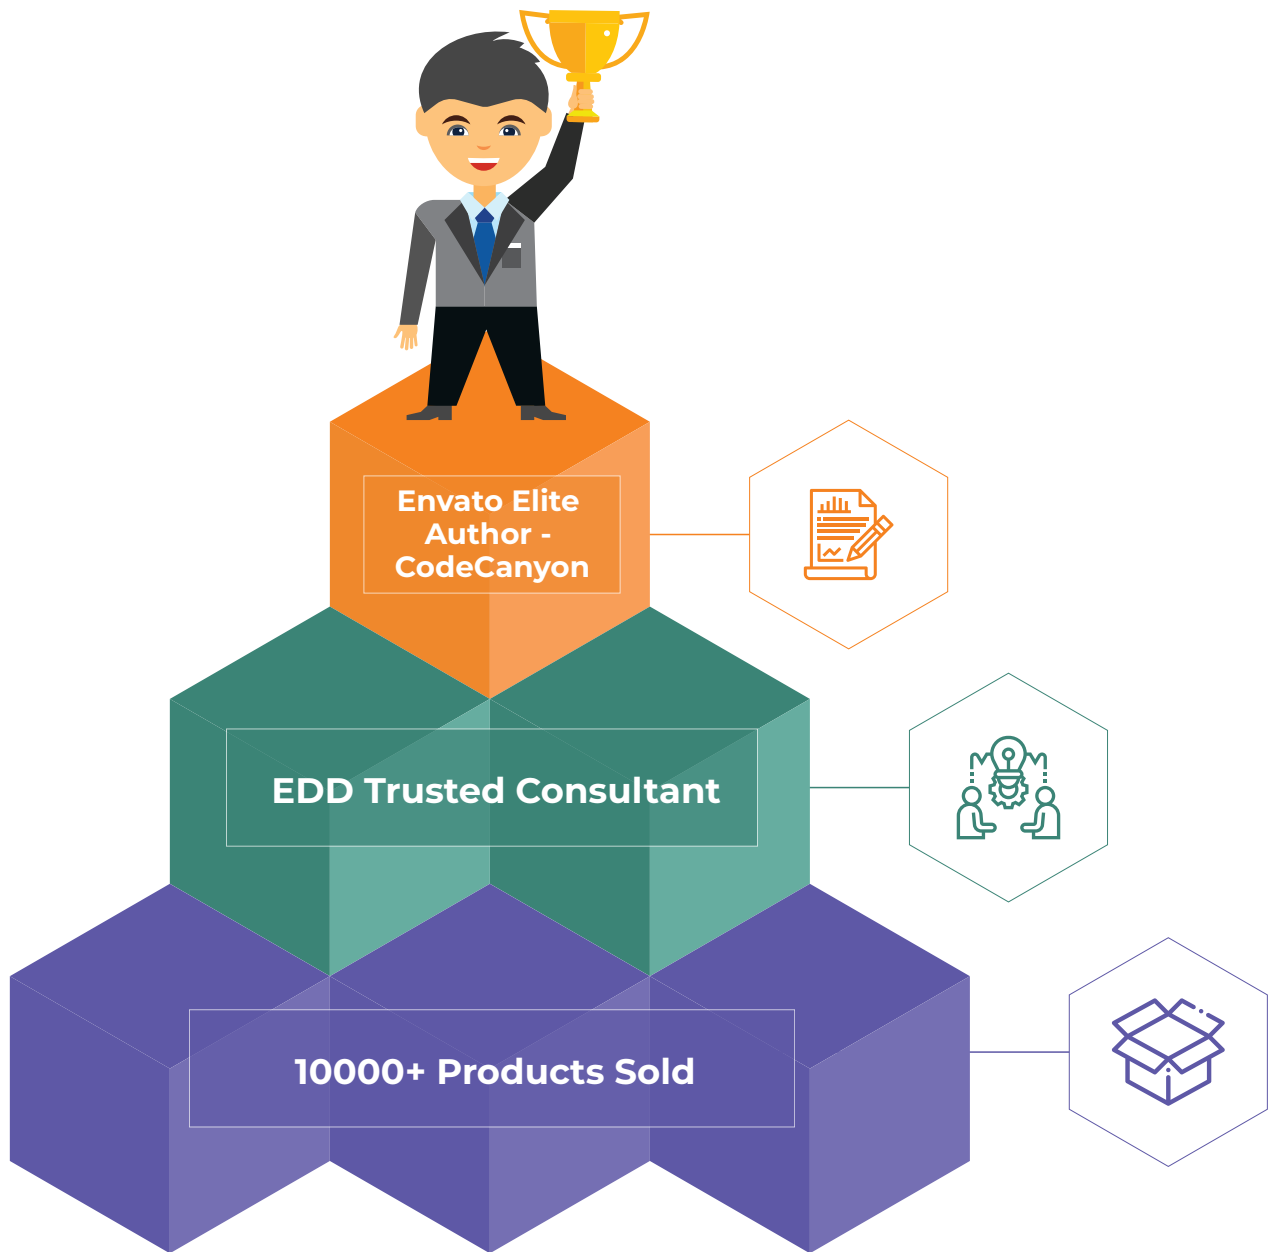 Envato Elite
Author -
CodeCanyon
EDD Trusted Consultant
10000+ Products Sold